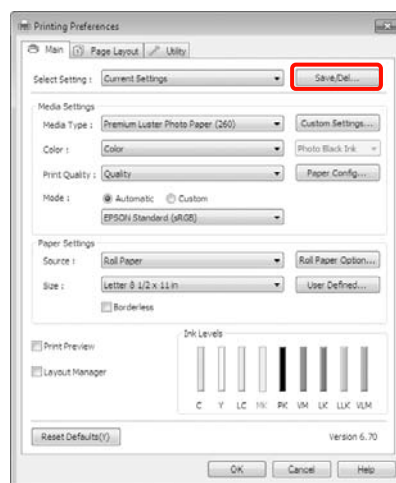 Printing Preferences
Main Page Layout Utility
Select Setting : Current Settings Save/Del...
Media Settings
Media Type : Premium Luster Photo Paper (260) Custom Settings...
Color : Color Photo Black Ink
Print Quality : Quality Paper Config...
Mode : Automatic Custom
EPSON Standard (sRGB)
Paper Settings
Source : Roll Paper Roll Paper Option...
Size : Letter 8 1/2 x 11 in User Defined...
Borderless
Ink Levels
Print Preview
Layout Manager
C Y LC MK PK VM LK LLK VLM
Reset Defaults(Y) Version 6.70
OK Cancel Help